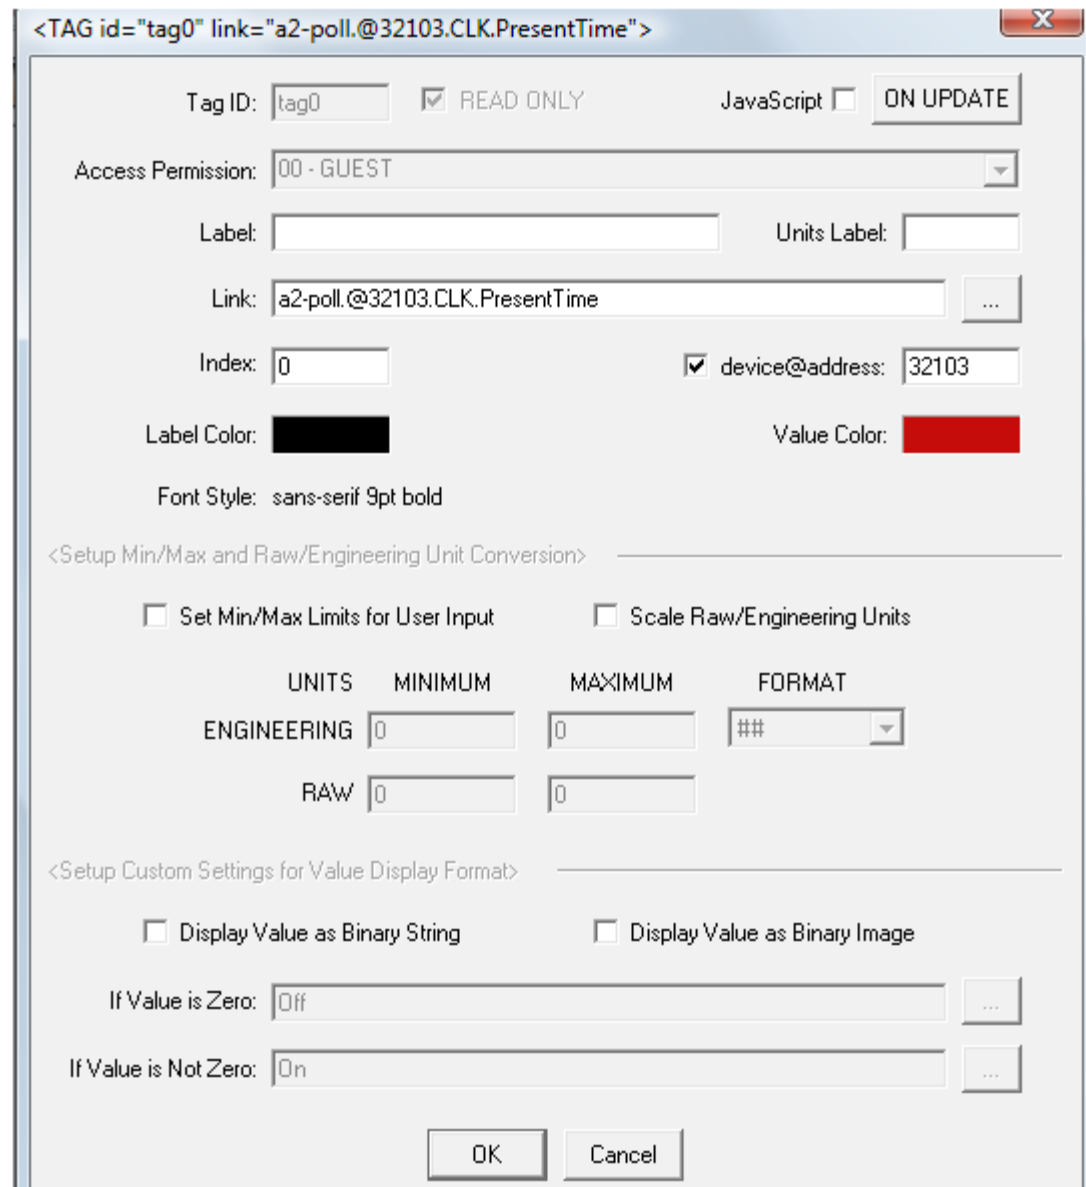 <TAG id="tag0" link="a2-poll.@32103.CLK.PresentTime">
Tag ID: tag0 READ ONLY JavaScript ON UPDATE
Access Permission: 00 - GUEST
Label: Units Label:
Link: a2-poll.@32103.CLK.PresentTime ...
Index: 0 device@address: 32103
Label Color: Value Color:
Font Style: sans-serif 9pt bold
<Setup Min/Max and Raw/Engineering Unit Conversion>
Set Min/Max Limits for User Input Scale Raw/Engineering Units
UNITS MINIMUM MAXIMUM FORMAT
ENGINEERING 0 0 ##
RAW 0 0
<Setup Custom Settings for Value Display Format>
Display Value as Binary String Display Value as Binary Image
If Value is Zero: Off ...
If Value is Not Zero: On ...
OK Cancel